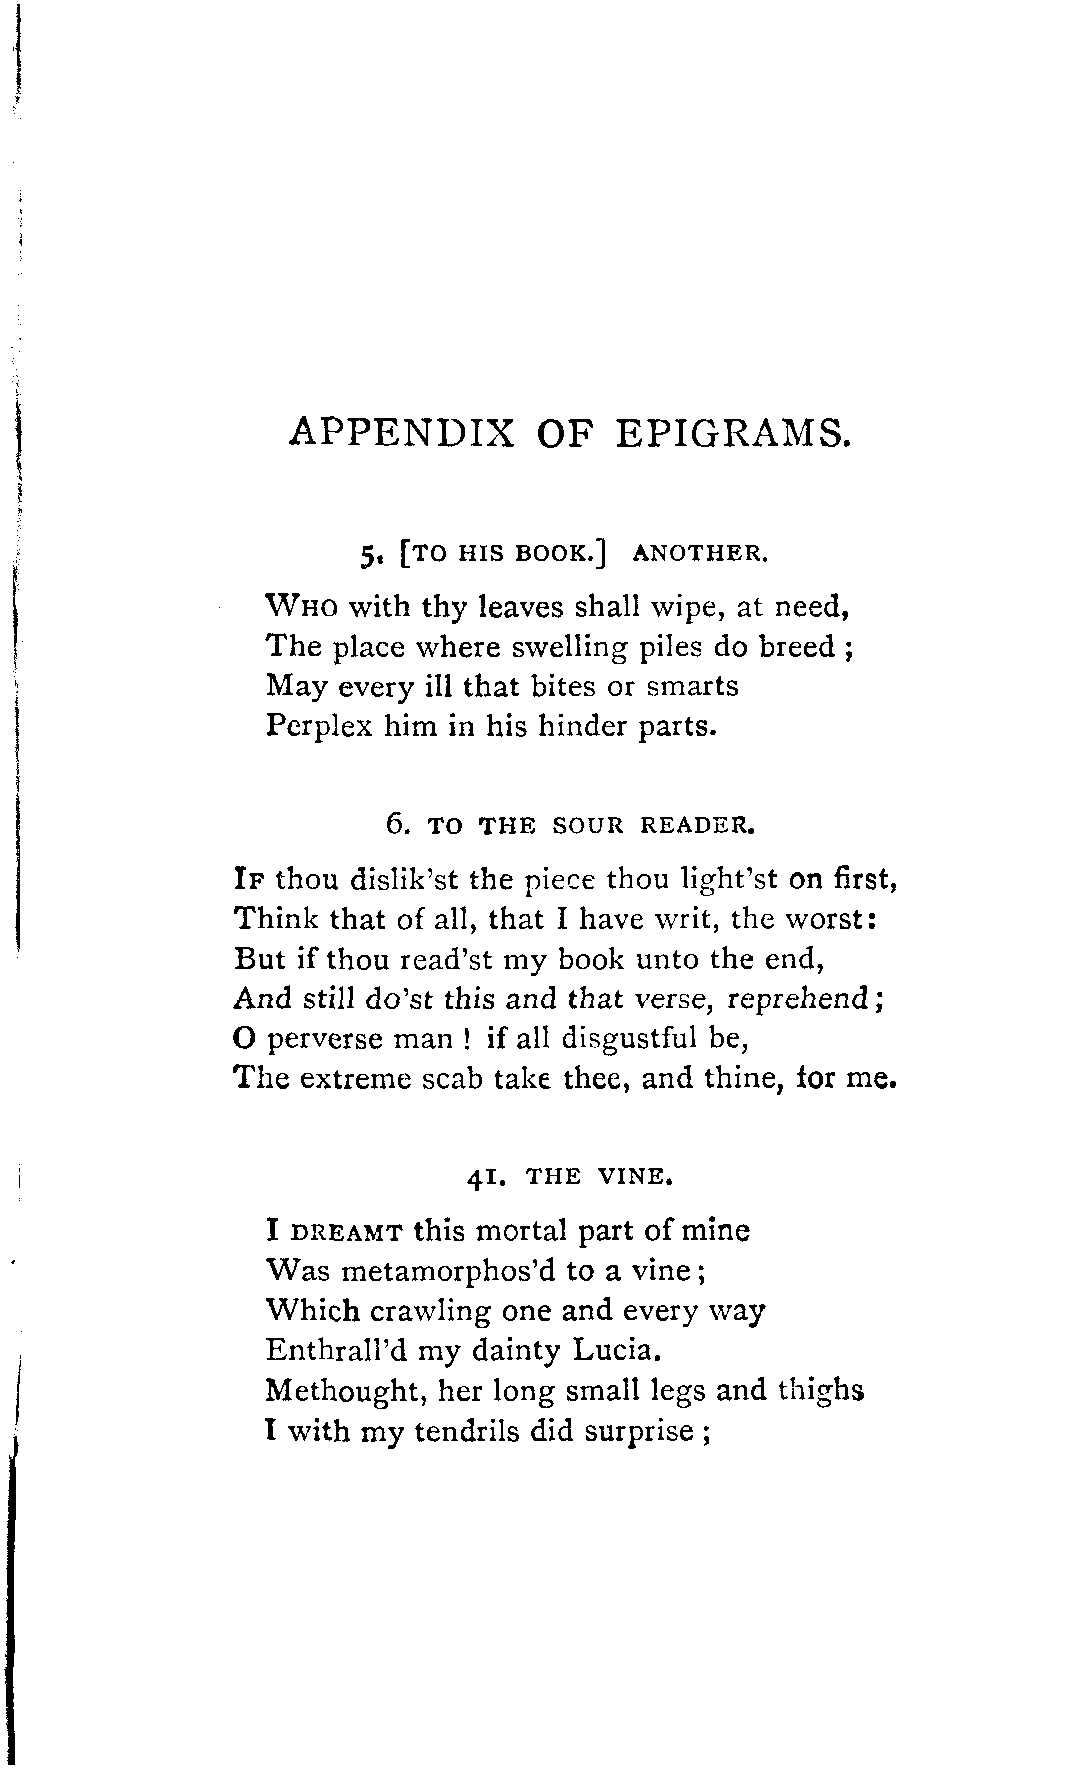 APPENDIX OF EPIGRAMS.
5. [TO HIS BOOK.] ANOTHER.
WHO with thy leaves shall wipe, at need,
The place where swelling piles do breed ;
May every ill that bites or smarts
Perplex him in his hinder parts.
6. TO THE SOUR READER.
IF thou dislik'st the piece thou light'st on first,
Think that of all, that I have writ, the worst:
But if thou read'st my book unto the end,
And still do'st this and that verse, reprehend ;
O perverse man ! if all disgustful be,
The extreme scab take thee, and thine, for me.
41. THE VINE.
I DREAMT this mortal part of mine
Was metamorphos'd to a vine ;
Which crawling one and every way
Enthrall'd my dainty Lucia.
Methought, her long small legs and thighs
I with my tendrils did surprise ;